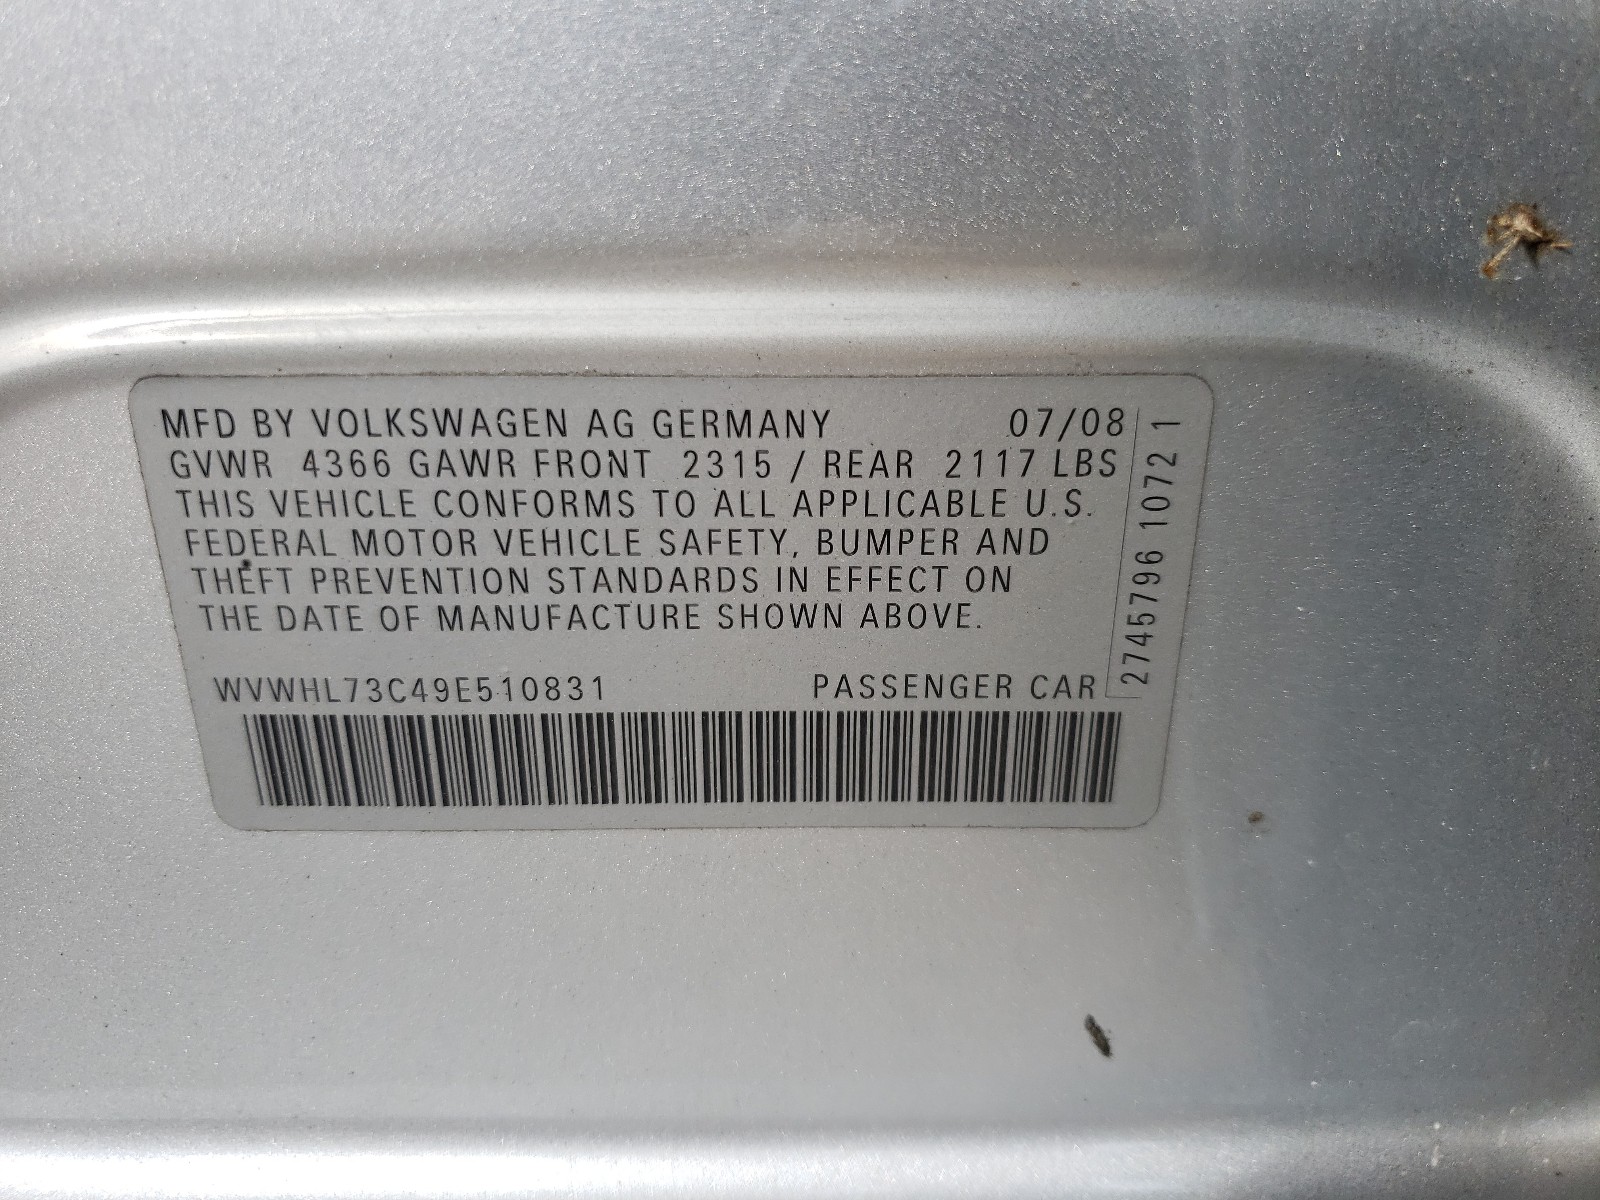 MFD BY VOLKSWAGEN AG GERMANY 07/08
GVWR 4366 GAWR FRONT 2315 / REAR 2117 LBS
THIS VEHICLE CONFORMS TO ALL APPLICABLE U.S.
FEDERAL MOTOR VEHICLE SAFETY, BUMPER AND
THEFT PREVENTION STANDARDS IN EFFECT ON
THE DATE OF MANUFACTURE SHOWN ABOVE.
WVWHL73C49E510831 PASSENGER CAR
2745796 1072 1